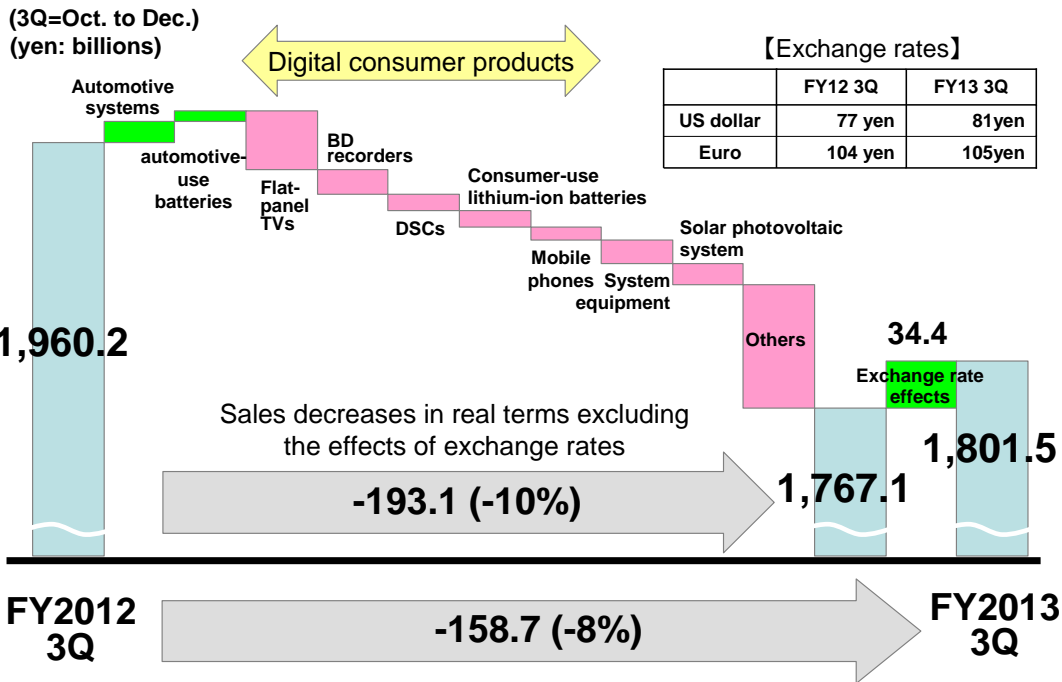 (3Q=Oct. to Dec.)
(yen: billions)
Digital consumer products
【Exchange rates】
FY12 3Q FY13 3Q
US dollar 77 yen 81yen
Euro 104 yen 105yen
Automotive
systems
automotive-
use
batteries
Flat-
panel
TVs
BD
recorders
DSCs
Consumer-use
lithium-ion batteries
Mobile
phones
System
equipment
Solar photovoltaic
system
Others
34.4
Exchange rate
effects
1,960.2
Sales decreases in real terms excluding
the effects of exchange rates
-193.1 (-10%)
1,767.1
1,801.5
FY2012
3Q
-158.7 (-8%)
FY2013
3Q